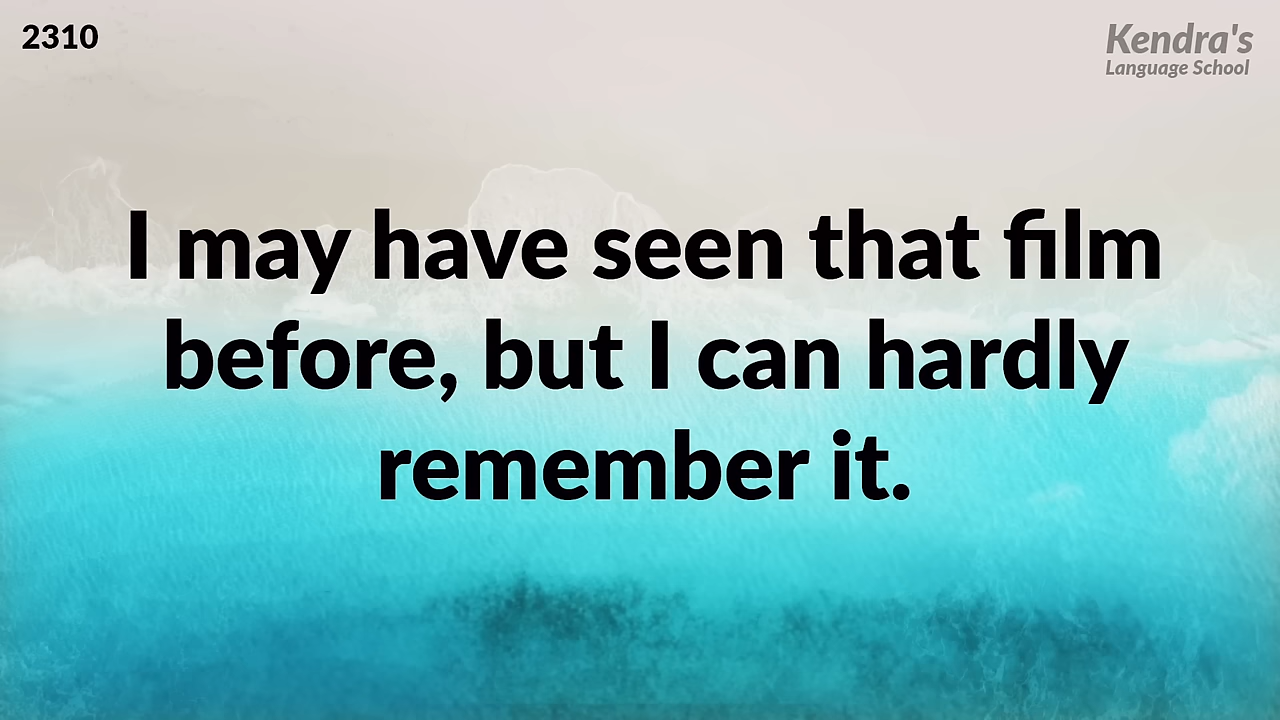 2310
Kendra's
Language School
I may have seen that film
before, but I can hardly
remember it.